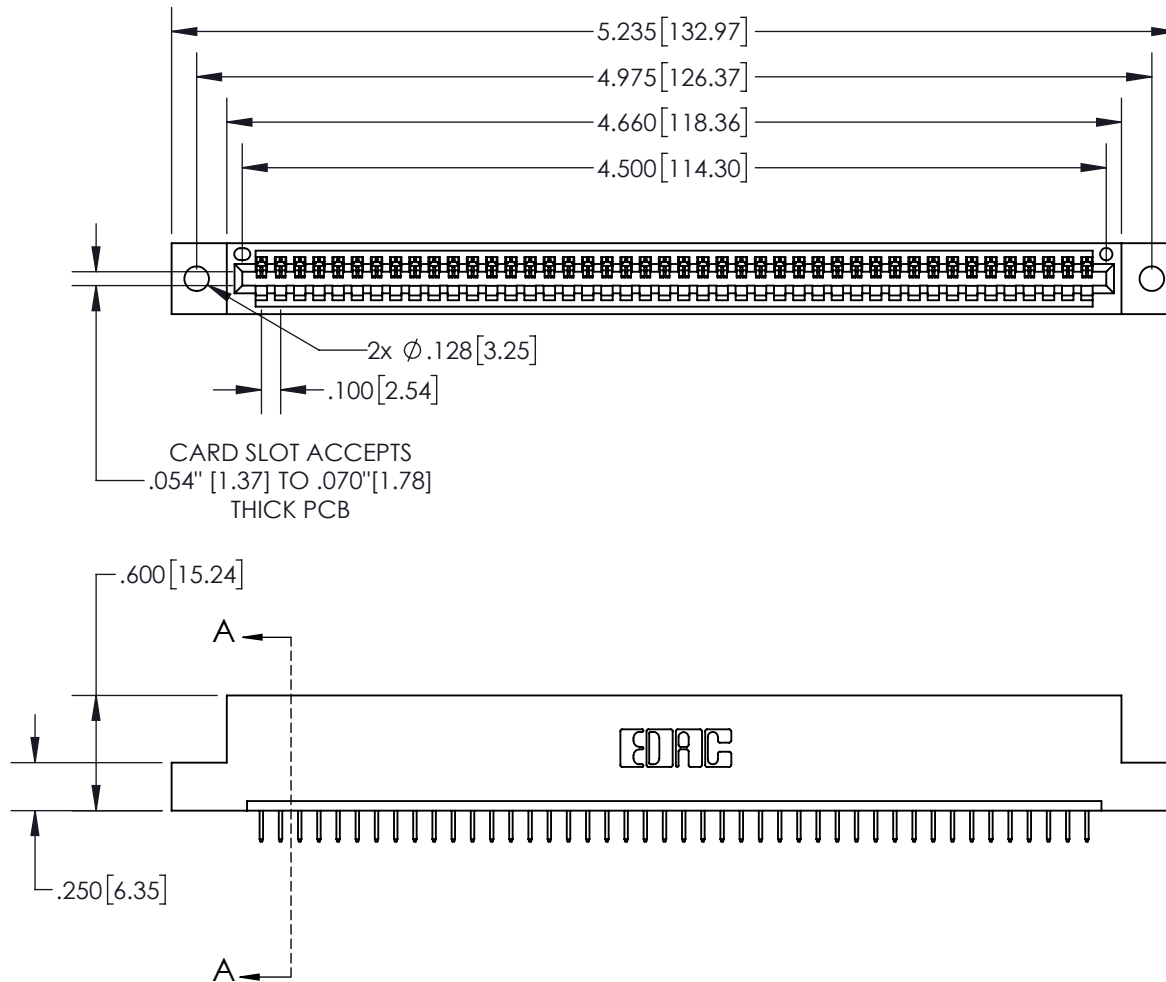 5.235[132.97]
4.975[126.37]
4.660[118.36]
4.500[114.30]
2x ∅.128[3.25]
.100[2.54]
CARD SLOT ACCEPTS
.054" [1.37] TO .070"[1.78]
THICK PCB
.600[15.24]
A
EDAC
.250[6.35]
A